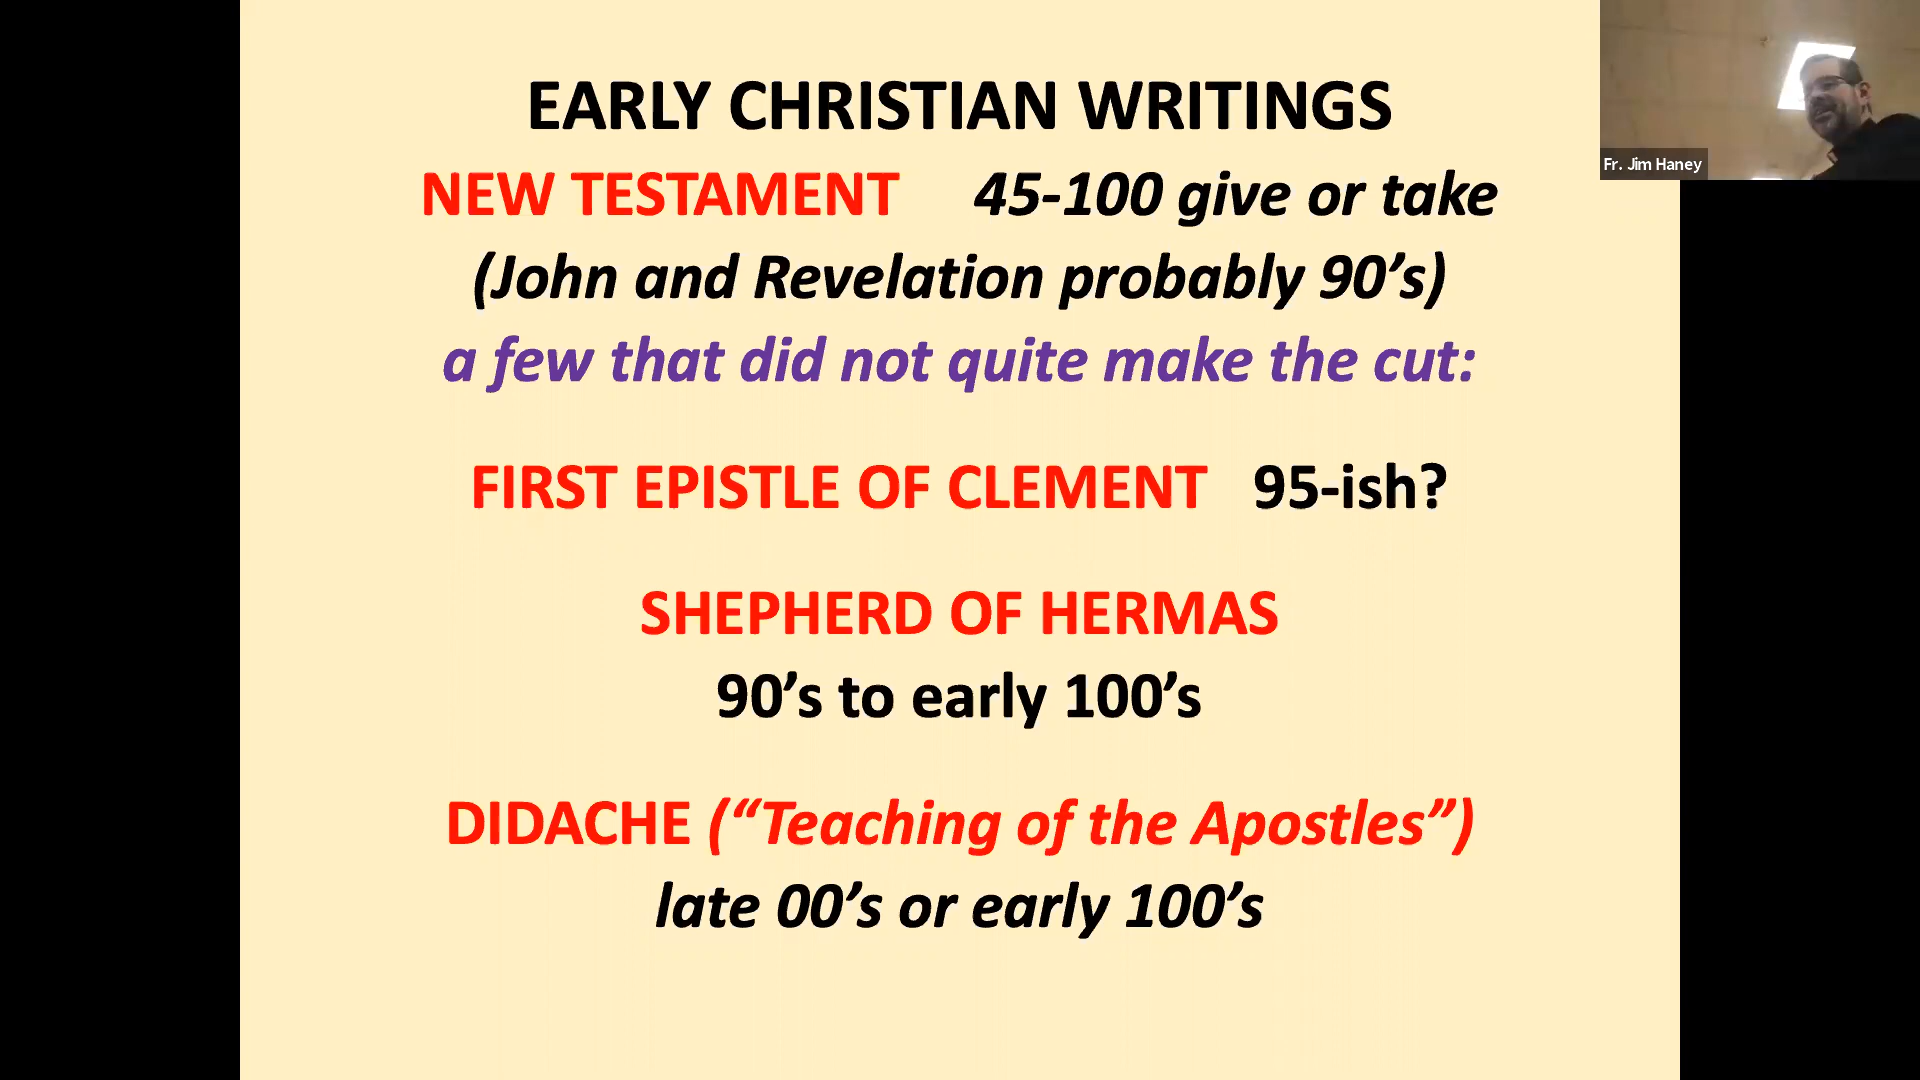 EARLY CHRISTIAN WRITINGS
NEW TESTAMENT 45-100 give or take
(John and Revelation probably 90’s)
a few that did not quite make the cut:
FIRST EPISTLE OF CLEMENT 95-ish?
SHEPHERD OF HERMAS
90’s to early 100’s
DIDACHE (“Teaching of the Apostles”)
late 00’s or early 100’s
Fr. Jim Haney